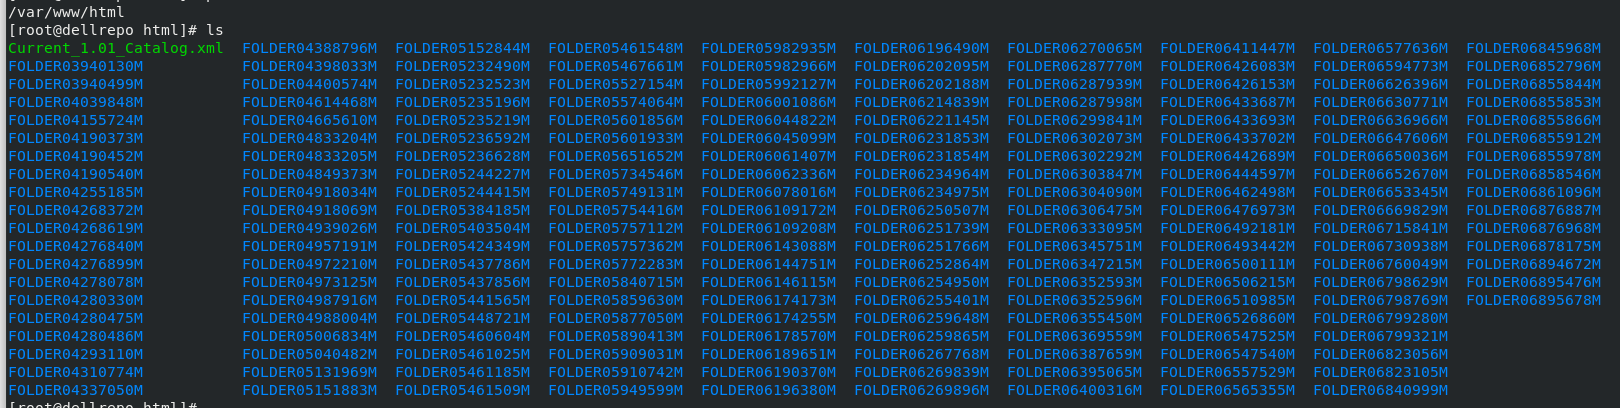 /var/www/html
[root@dellrepo html]# ls
Current_1.01_Catalog.xml FOLDER04388796M FOLDER05152844M FOLDER05461548M FOLDER05982935M FOLDER06196490M FOLDER06270065M FOLDER06411447M FOLDER06577636M FOLDER06845968M
FOLDER03940130M FOLDER04398033M FOLDER05232490M FOLDER05467661M FOLDER05982966M FOLDER06202095M FOLDER06287770M FOLDER06426083M FOLDER06594773M FOLDER06852796M
FOLDER03940499M FOLDER04400574M FOLDER05232523M FOLDER05527154M FOLDER05992127M FOLDER06202188M FOLDER06287939M FOLDER06426153M FOLDER06626396M FOLDER06855844M
FOLDER04039848M FOLDER04614468M FOLDER05235196M FOLDER05574064M FOLDER06001086M FOLDER06214839M FOLDER06287998M FOLDER06433687M FOLDER06630771M FOLDER06855853M
FOLDER04155724M FOLDER04665610M FOLDER05235219M FOLDER05601856M FOLDER06044822M FOLDER06221145M FOLDER06299841M FOLDER06433693M FOLDER06636966M FOLDER06855866M
FOLDER04190373M FOLDER04833204M FOLDER05236592M FOLDER05601933M FOLDER06045099M FOLDER06231853M FOLDER06302073M FOLDER06433702M FOLDER06647606M FOLDER06855912M
FOLDER04190452M FOLDER04833205M FOLDER05236628M FOLDER05651652M FOLDER06061407M FOLDER06231854M FOLDER06302292M FOLDER06442689M FOLDER06650036M FOLDER06855978M
FOLDER04190540M FOLDER04849373M FOLDER05244227M FOLDER05734546M FOLDER06062336M FOLDER06234964M FOLDER06303847M FOLDER06444597M FOLDER06652670M FOLDER06858546M
FOLDER04255185M FOLDER04918034M FOLDER05244415M FOLDER05749131M FOLDER06078016M FOLDER06234975M FOLDER06304090M FOLDER06462498M FOLDER06653345M FOLDER06861096M
FOLDER04268372M FOLDER04918069M FOLDER05384185M FOLDER05754416M FOLDER06109172M FOLDER06250507M FOLDER06306475M FOLDER06476973M FOLDER06669829M FOLDER06876887M
FOLDER04268619M FOLDER04939026M FOLDER05403504M FOLDER05757112M FOLDER06109208M FOLDER06251739M FOLDER06333095M FOLDER06492181M FOLDER06715841M FOLDER06876968M
FOLDER04276840M FOLDER04957191M FOLDER05424349M FOLDER05757362M FOLDER06143088M FOLDER06251766M FOLDER06345751M FOLDER06493442M FOLDER06730938M FOLDER06878175M
FOLDER04276899M FOLDER04972210M FOLDER05437786M FOLDER05772283M FOLDER06144751M FOLDER06252864M FOLDER06347215M FOLDER06500111M FOLDER06760049M FOLDER06894672M
FOLDER04278078M FOLDER04973125M FOLDER05437856M FOLDER05840715M FOLDER06146115M FOLDER06254950M FOLDER06352593M FOLDER06506215M FOLDER06798629M FOLDER06895476M
FOLDER04280330M FOLDER04987916M FOLDER05441565M FOLDER05859630M FOLDER06174173M FOLDER06255401M FOLDER06352596M FOLDER06510985M FOLDER06798769M FOLDER06895678M
FOLDER04280475M FOLDER04988004M FOLDER05448721M FOLDER05877050M FOLDER06174255M FOLDER06259648M FOLDER06355450M FOLDER06526860M FOLDER06799280M
FOLDER04280486M FOLDER05006834M FOLDER05460604M FOLDER05890413M FOLDER06178570M FOLDER06259865M FOLDER06369559M FOLDER06547525M FOLDER06799321M
FOLDER04293110M FOLDER05040482M FOLDER05461025M FOLDER05909031M FOLDER06189651M FOLDER06267768M FOLDER06387659M FOLDER06547540M FOLDER06823056M
FOLDER04310774M FOLDER05131969M FOLDER05461185M FOLDER05910742M FOLDER06190370M FOLDER06269839M FOLDER06395065M FOLDER06557529M FOLDER06823105M
FOLDER04337050M FOLDER05151883M FOLDER05461509M FOLDER05949599M FOLDER06196380M FOLDER06269896M FOLDER06400316M FOLDER06565355M FOLDER06840999M
[root@dellrepo html]#